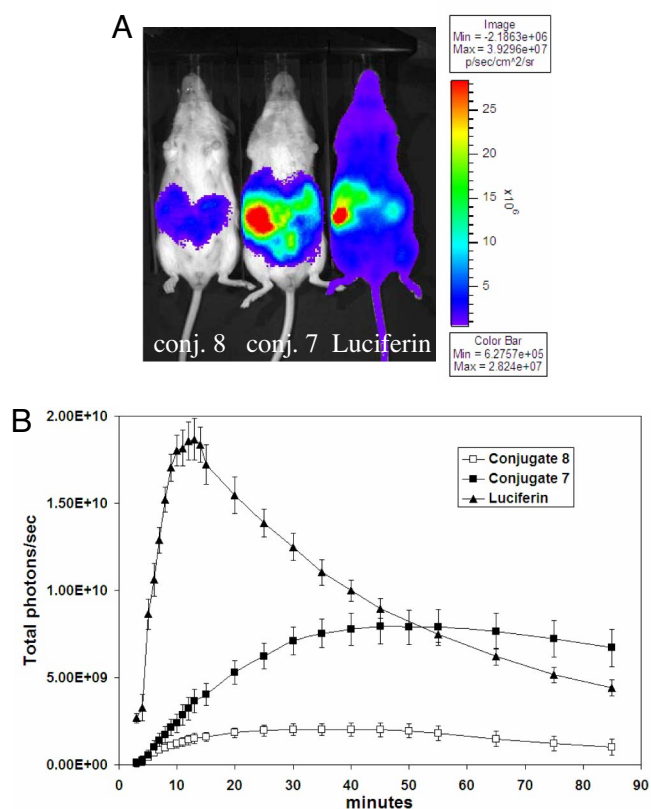 A
Image
Min = -2.1863e+06
Max = 3.9296e+07
p/sec/cm^2/sr
25
20
15
10
5
x10^6
Color Bar
Min = 6.2757e+05
Max = 2.824e+07
conj. 8 conj. 7 Luciferin
B
2.00E+10
1.50E+10
1.00E+10
5.00E+09
0.00E+00
Total photons/sec
Conjugate 8
Conjugate 7
Luciferin
0 10 20 30 40 50 60 70 80 90
minutes